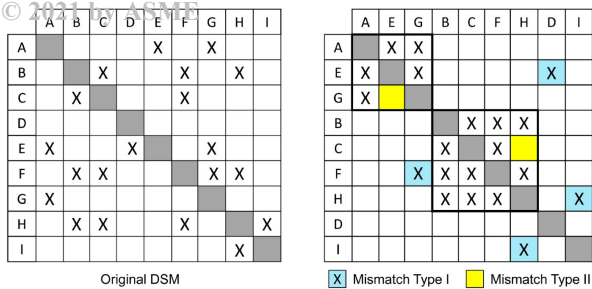 © 2021 by ASME
A B C D E F G H I
A X X
B X X X
C X X
D
E X X X
F X X X X
G X
H X X X X
I X
Original DSM
A E G B C F H D I
A X X
E X X X
G X
B X X X
C X X
F X X X X
H X X X X
D
I X
X Mismatch Type I Mismatch Type II